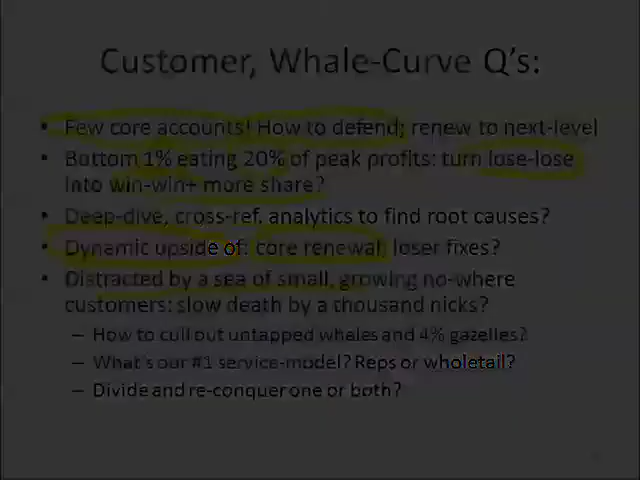 Customer, Whale-Curve Q's:
• Few core accounts! How to defend; renew to next-level
• Bottom 1% eating 20% of peak profits: turn lose-lose
into win-win+ more share?
• Deep-dive, cross-ref. analytics to find root causes?
• Dynamic upside of: core renewal; loser fixes?
• Distracted by a sea of small, growing no-where
customers: slow death by a thousand nicks?
– How to cull out untapped whales and 4% gazelles?
– What's our #1 service-model? Reps or wholetail?
– Divide and re-conquer one or both?